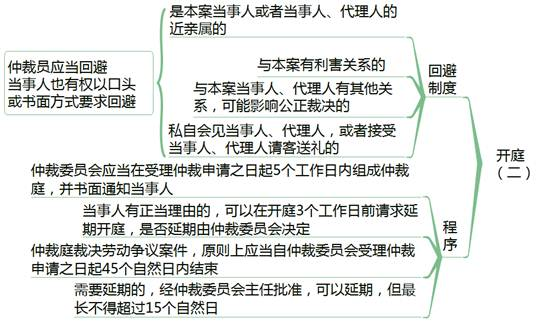 是本案当事人或者当事人、代理人的
近亲属的
仲裁员应当回避
当事人也有权以口头
或书面方式要求回避
与本案有利害关系的
与本案当事人、代理人有其他关
系，可能影响公正裁决的
私自会见当事人、代理人，或者接受
当事人、代理人请客送礼的
回避
制度
仲裁委员会应当在受理仲裁申请之日起5个工作日内组成仲裁
庭，并书面通知当事人
当事人有正当理由的，可以在开庭3个工作日前请求延
期开庭，是否延期由仲裁委员会决定
仲裁庭裁决劳动争议案件，原则上应当自仲裁委员会受理仲裁
申请之日起45个自然日内结束
需要延期的，经仲裁委员会主任批准，可以延期，但最
长不得超过15个自然日
程
序
开庭
（二）